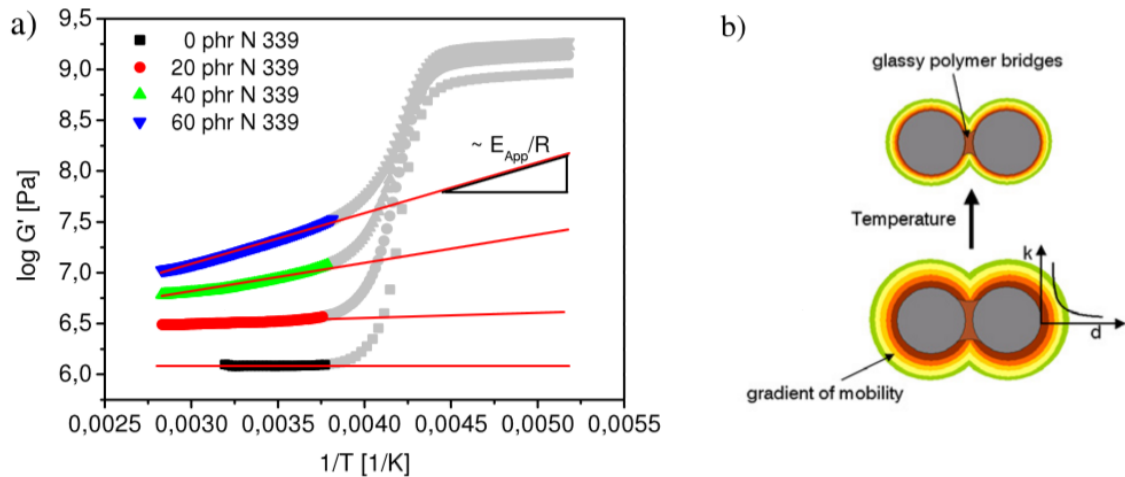 a)
0 phr N 339
20 phr N 339
40 phr N 339
60 phr N 339
~ E_App/R
9,5
9,0
8,5
8,0
7,5
7,0
6,5
6,0
log G' [Pa]
0,0025 0,0030 0,0035 0,0040 0,0045 0,0050 0,0055
1/T [1/K]
b)
glassy polymer bridges
Temperature
k
d
gradient of mobility